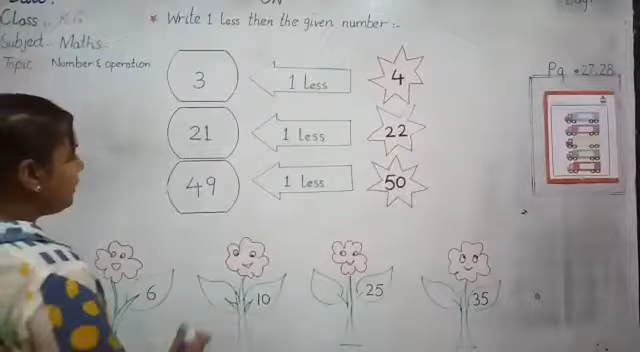 Class :. KG
* Write 1 Less then the given number :-
Subject.. Maths
Topic Number & operation
3 1 Less 4
21 1 Less 22
49 1 Less 50
Pg . 27,28
6 10 25 35